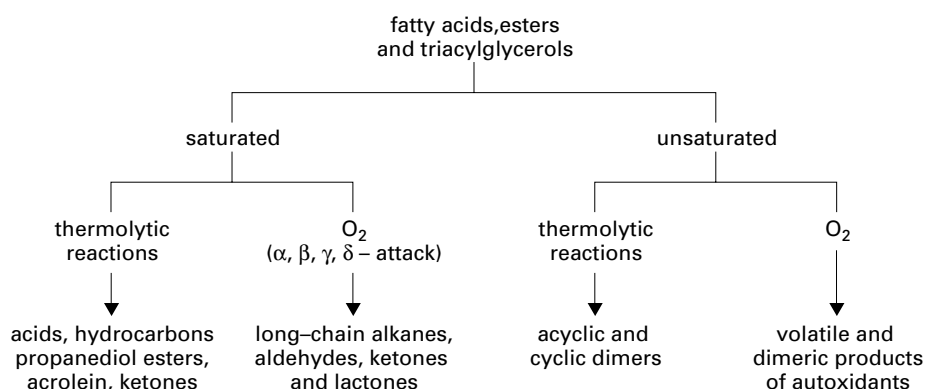 fatty acids,esters
and triacylglycerols
saturated
unsaturated
thermolytic
reactions
O₂
(α, β, γ, δ – attack)
thermolytic
reactions
O₂
acids, hydrocarbons
propanediol esters,
acrolein, ketones
long–chain alkanes,
aldehydes, ketones
and lactones
acyclic and
cyclic dimers
volatile and
dimeric products
of autoxidants